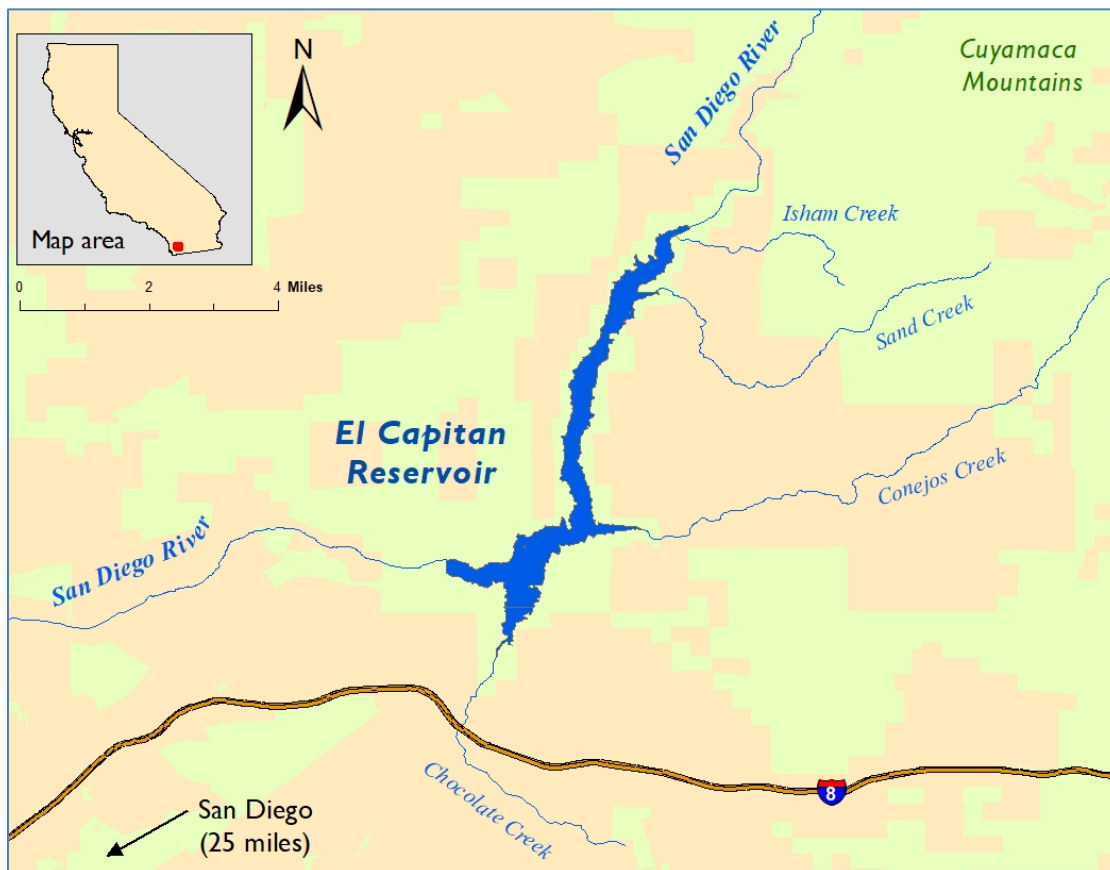 N
Map area
0 2 4 Miles
Cuyamaca
Mountains
San Diego River
Isham Creek
Sand Creek
El Capitan
Reservoir
Conejos Creek
San Diego River
Chocolate Creek
8
San Diego
(25 miles)